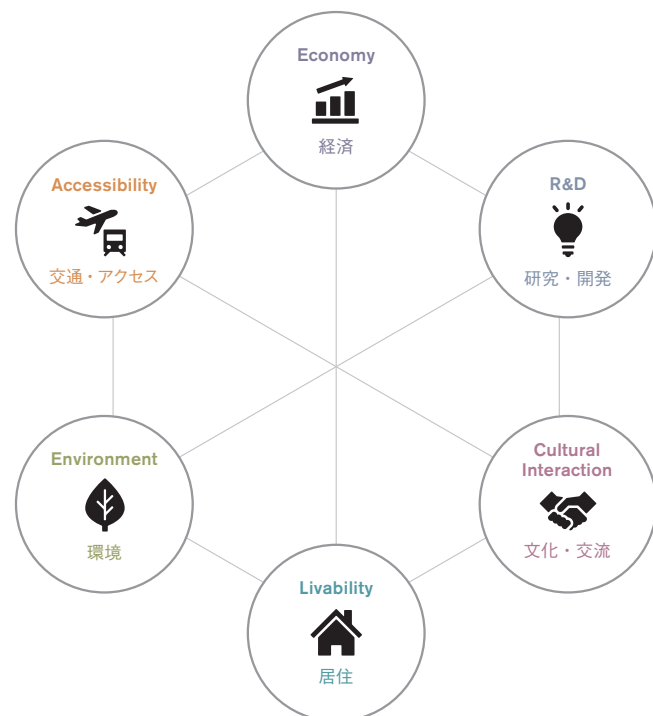 Economy
経済
Accessibility
交通・アクセス
R&D
研究・開発
Environment
環境
Cultural
Interaction
文化・交流
Livability
居住